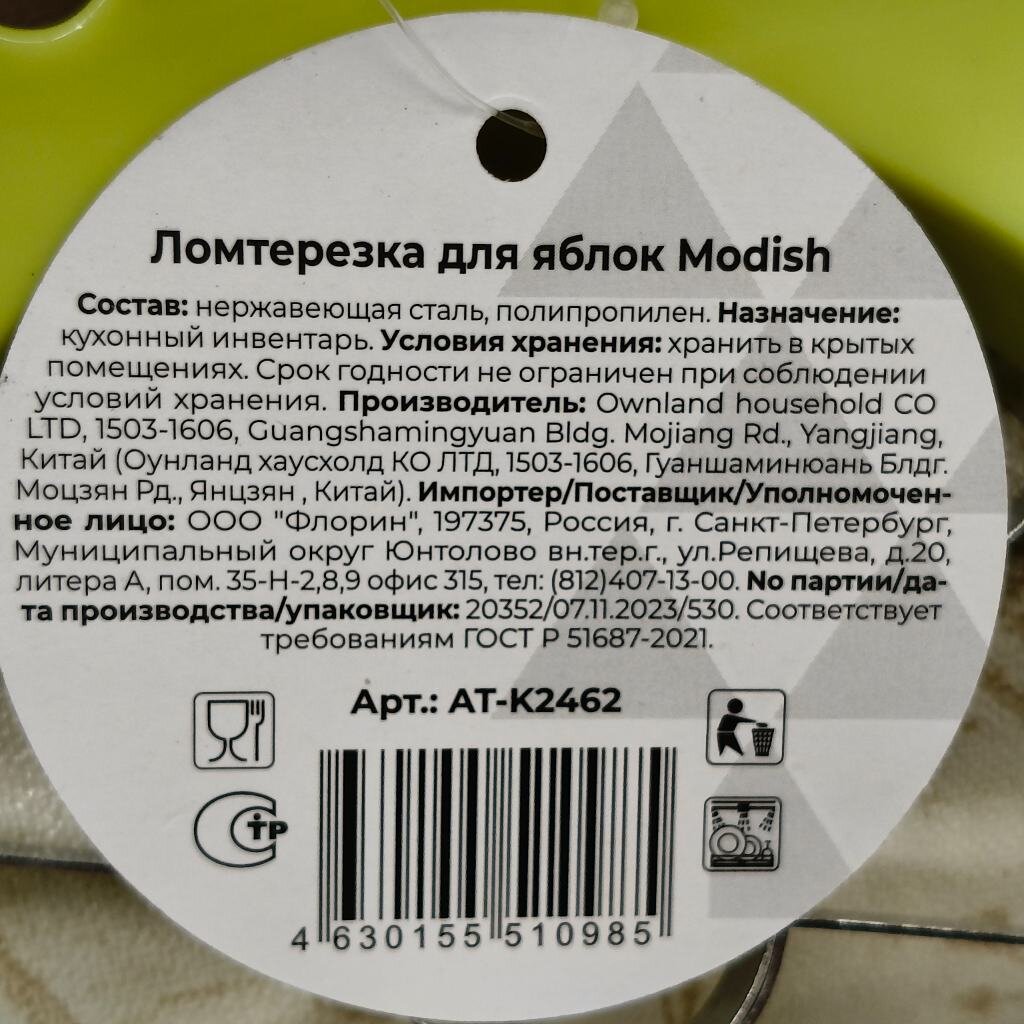 Ломтерезка для яблок Modish
Состав: нержавеющая сталь, полипропилен. Назначение:
кухонный инвентарь. Условия хранения: хранить в крытых
помещениях. Срок годности не ограничен при соблюдении
условий хранения. Производитель: Ownland household CO
LTD, 1503-1606, Guangshamingyuan Bldg. Mojiang Rd., Yangjiang,
Китай (Оунланд хаусхолд КО ЛТД, 1503-1606, Гуаншаминюань Блдг.
Моцзян Рд., Янцзян , Китай). Импортер/Поставщик/Уполномочен-
ное лицо: ООО "Флорин", 197375, Россия, г. Санкт-Петербург,
Муниципальный округ Юнтолово вн.тер.г., ул.Репищева, д.20,
литера А, пом. 35-Н-2,8,9 офис 315, тел: (812)407-13-00. No партии/да-
та производства/упаковщик: 20352/07.11.2023/530. Соответствует
требованиям ГОСТ Р 51687-2021.
Арт.: AT-K2462
СТР
4 630155 510985